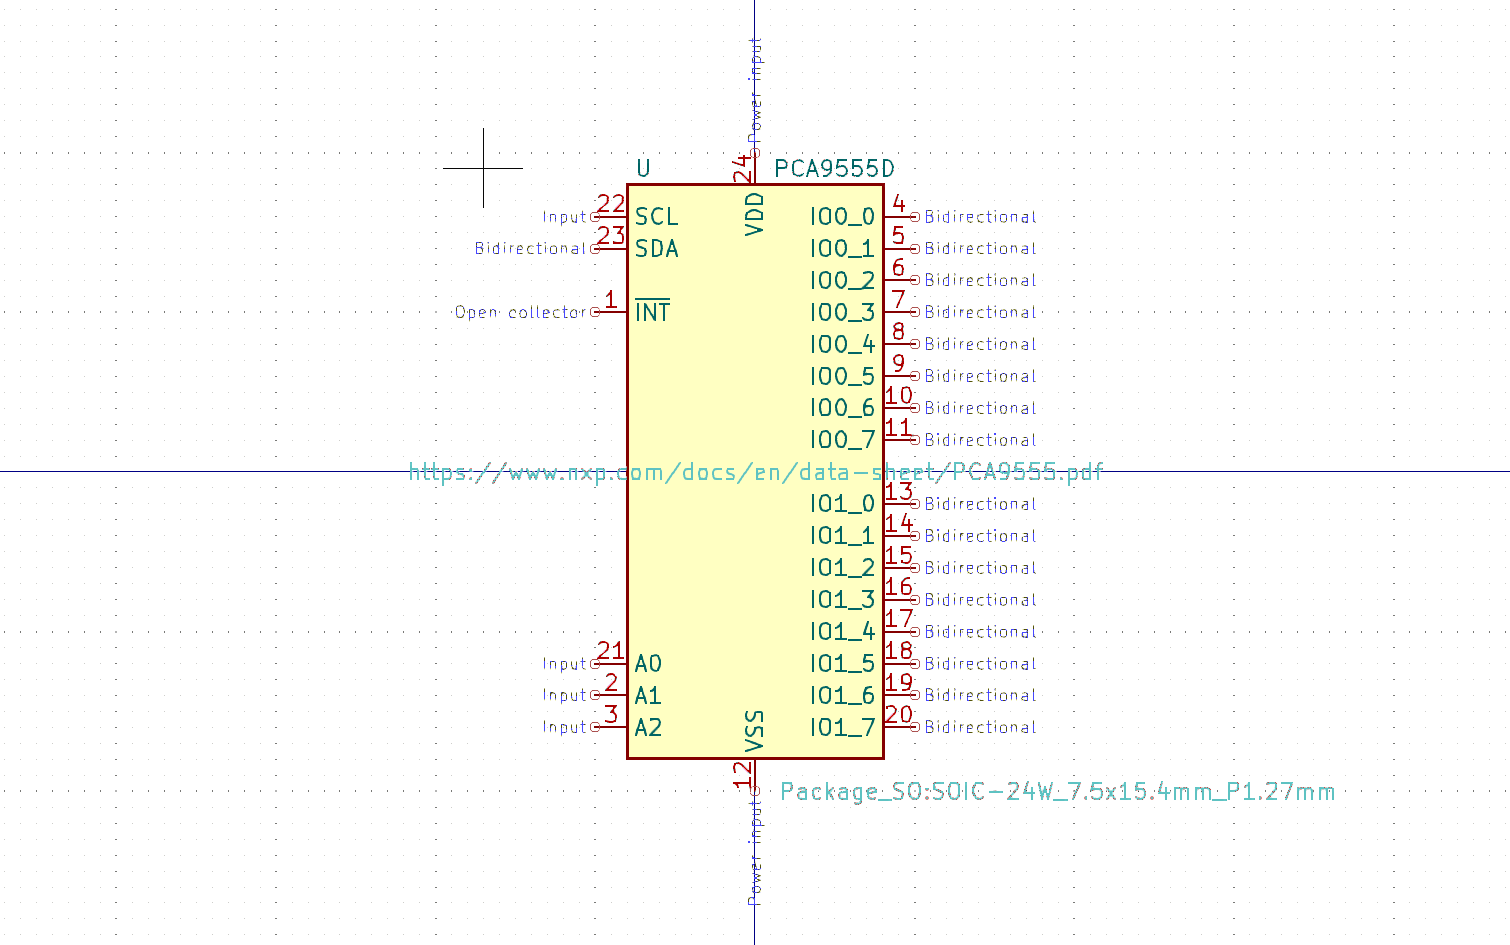 Power input
24
U PCA9555D
VDD
Input 22 SCL IO0_0 4 Bidirectional
Bidirectional 23 SDA IO0_1 5 Bidirectional
IO0_2 6 Bidirectional
Open collector 1 INT IO0_3 7 Bidirectional
IO0_4 8 Bidirectional
IO0_5 9 Bidirectional
IO0_6 10 Bidirectional
IO0_7 11 Bidirectional
https://www.nxp.com/docs/en/data-sheet/PCA9555.pdf
IO1_0 13 Bidirectional
IO1_1 14 Bidirectional
IO1_2 15 Bidirectional
IO1_3 16 Bidirectional
IO1_4 17 Bidirectional
Input 21 A0 IO1_5 18 Bidirectional
Input 2 A1 IO1_6 19 Bidirectional
Input 3 A2 IO1_7 20 Bidirectional
VSS
12
Package_SO:SOIC-24W_7.5x15.4mm_P1.27mm
Power input